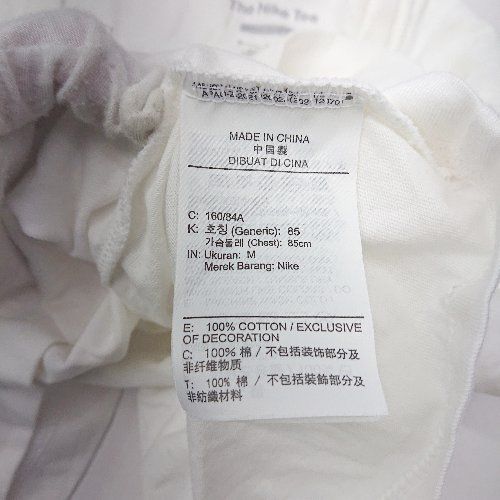 The Nike Tee
MADE IN CHINA
中国製
DIBUAT DI CINA
C: 160/84A
K: 호칭 (Generic): 85
가슴둘레 (Chest): 85cm
IN: Ukuran: M
Merek Barang: Nike
E: 100% COTTON / EXCLUSIVE
OF DECORATION
C: 100% 棉 / 不包括装饰部分及
非纤维物质
T: 100% 棉 / 不包括裝飾部分及
非紡織材料